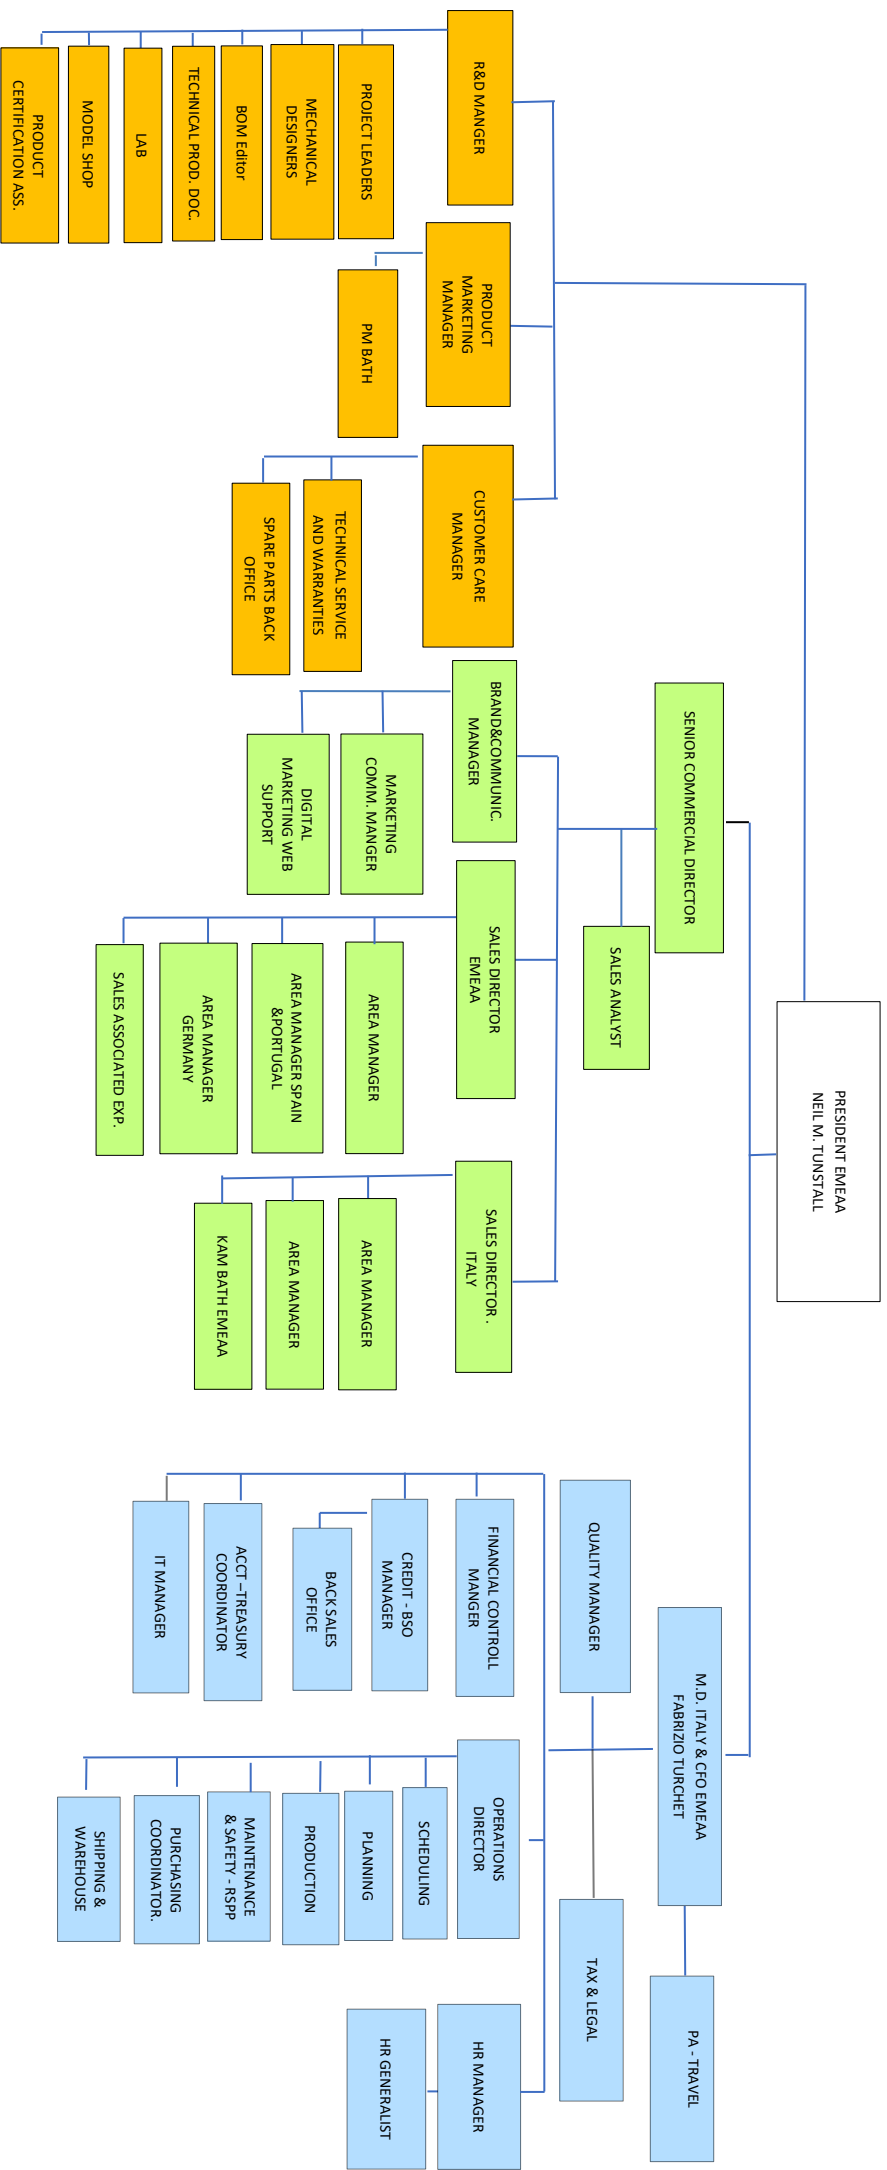 PRESIDENT EMEAA
NEIL M. TUNSTALL
SENIOR COMMERCIAL DIRECTOR
M.D. ITALY & CFO EMEAA
FABRIZIO TURCHET
PA - TRAVEL
SALES ANALYST
QUALITY MANAGER
TAX & LEGAL
R&D MANGER
PROJECT LEADERS
MECHANICAL
DESIGNERS
BOM Editor
TECHNICAL PROD. DOC.
LAB
MODEL SHOP
PRODUCT
CERTIFICATION ASS.
PRODUCT
MARKETING
MANAGER
PM BATH
CUSTOMER CARE
MANAGER
TECHNICAL SERVICE
AND WARRANTIES
SPARE PARTS BACK
OFFICE
BRAND&COMMUNIC.
MANAGER
MARKETING
COMM. MANGER
DIGITAL
MARKETING WEB
SUPPORT
SALES DIRECTOR
EMEAA
AREA MANAGER
AREA MANAGER SPAIN
&PORTUGAL
AREA MANAGER
GERMANY
SALES ASSOCIATED EXP.
SALES DIRECTOR .
ITALY
AREA MANAGER
AREA MANAGER
KAM BATH EMEAA
FINANCIAL CONTROLL
MANGER
CREDIT - BSO
MANAGER
BACK SALES
OFFICE
ACCT –TREASURY
COORDINATOR
IT MANAGER
OPERATIONS
DIRECTOR
SCHEDULING
PLANNING
PRODUCTION
MAINTENANCE
& SAFETY - RSPP
PURCHASING
COORDINATOR.
SHIPPING &
WAREHOUSE
HR MANAGER
HR GENERALIST